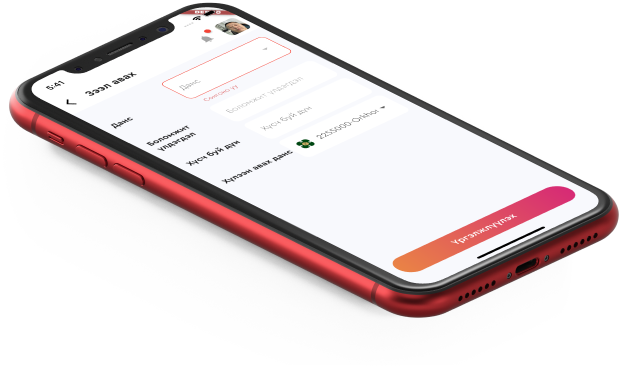 5:41
Зээл авах
Данс
Данс
Сонгоно уу
Боломжит
үлдэгдэл
Боломжит үлдэгдэл
Хүсч буй дүн
Хүсч буй дүн
Хүлээн авах данс
2255000-Orkhon
Үргэлжлүүлэх